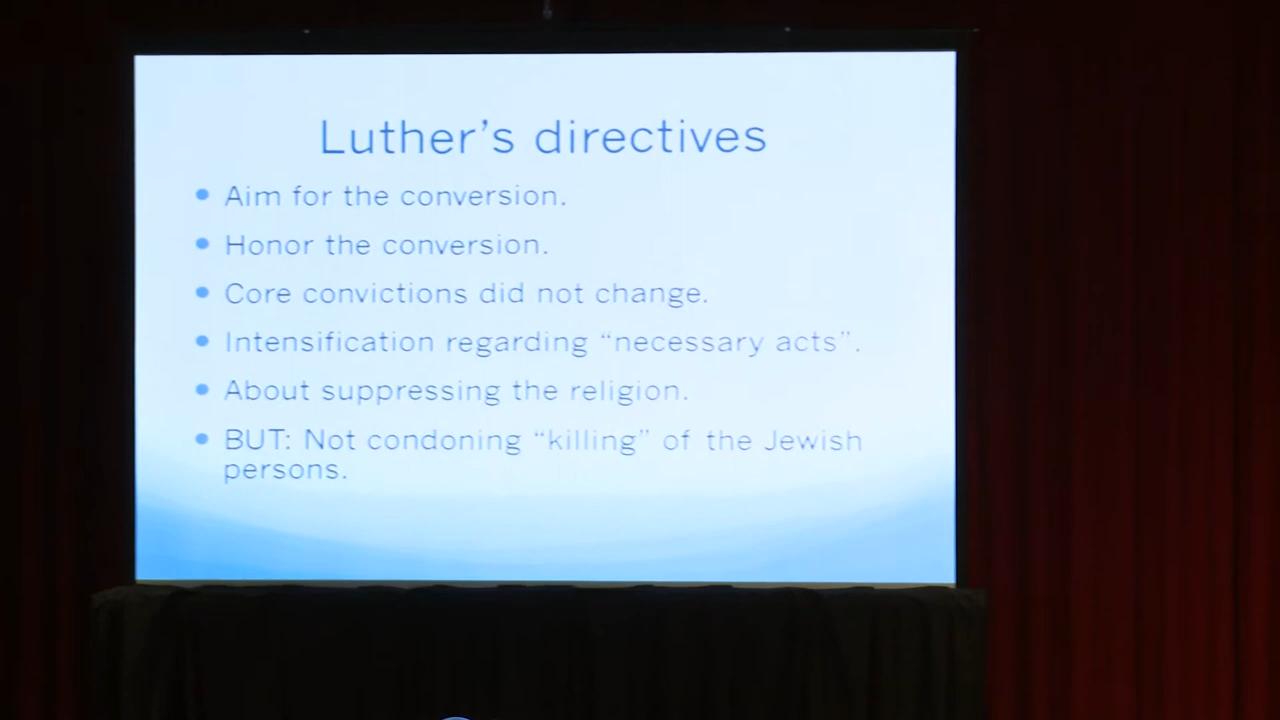 Luther’s directives
• Aim for the conversion.
• Honor the conversion.
• Core convictions did not change.
• Intensification regarding “necessary acts”.
• About suppressing the religion.
• BUT: Not condoning “killing” of the Jewish
persons.